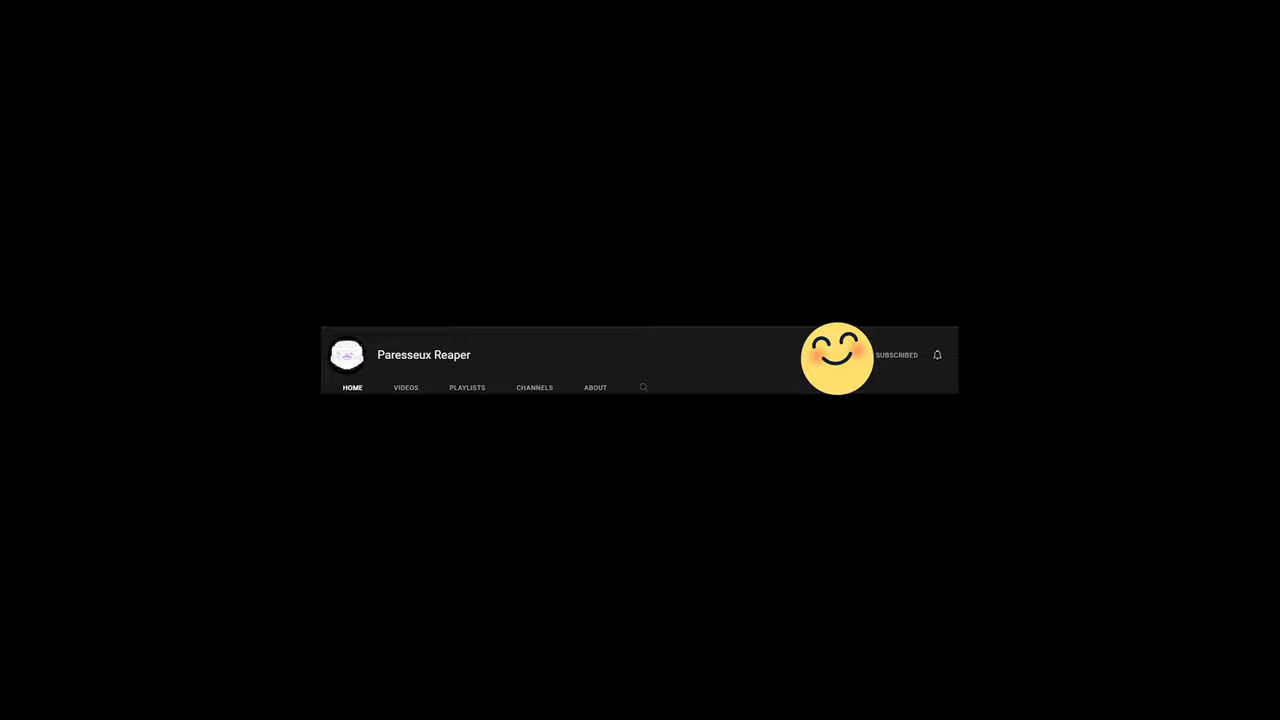 Paresseux Reaper
SUBSCRIBED
HOME VIDEOS PLAYLISTS CHANNELS ABOUT